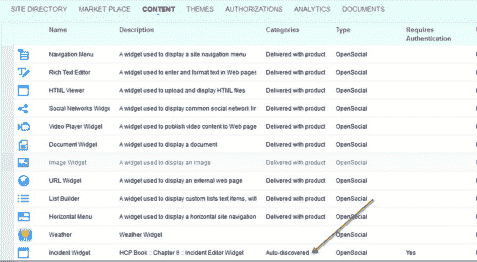 SITE DIRECTORY MARKET PLACE CONTENT THEMES AUTHORIZATIONS ANALYTICS DOCUMENTS
Name Description Categories Type Requires Authentication
Navigation Menu A widget used to display a site navigation menu Delivered with product OpenSocial
Rich Text Editor A widget used to enter and format text in Web pages Delivered with product OpenSocial
HTML Viewer A widget used to upload and display HTML files Delivered with product OpenSocial
Social Networks Widge A widget used to display common social network lin Delivered with product OpenSocial
Video Player Widget A widget used to publish video content to Web page Delivered with product OpenSocial
Document Widget A widget used to display a document Delivered with product OpenSocial
Image Widget A widget used to display an image Delivered with product OpenSocial
URL Widget A widget used to display an external web page Delivered with product OpenSocial
List Builder A widget used to display custom lists text items, with Delivered with product OpenSocial
Horizontal Menu A widget used to display a horizontal site navigation Delivered with product OpenSocial
Weather Weather Widget OpenSocial
Incident Widget HCP Book :: Chapter 8 :: Incident Editor Widget Auto-discovered OpenSocial Yes